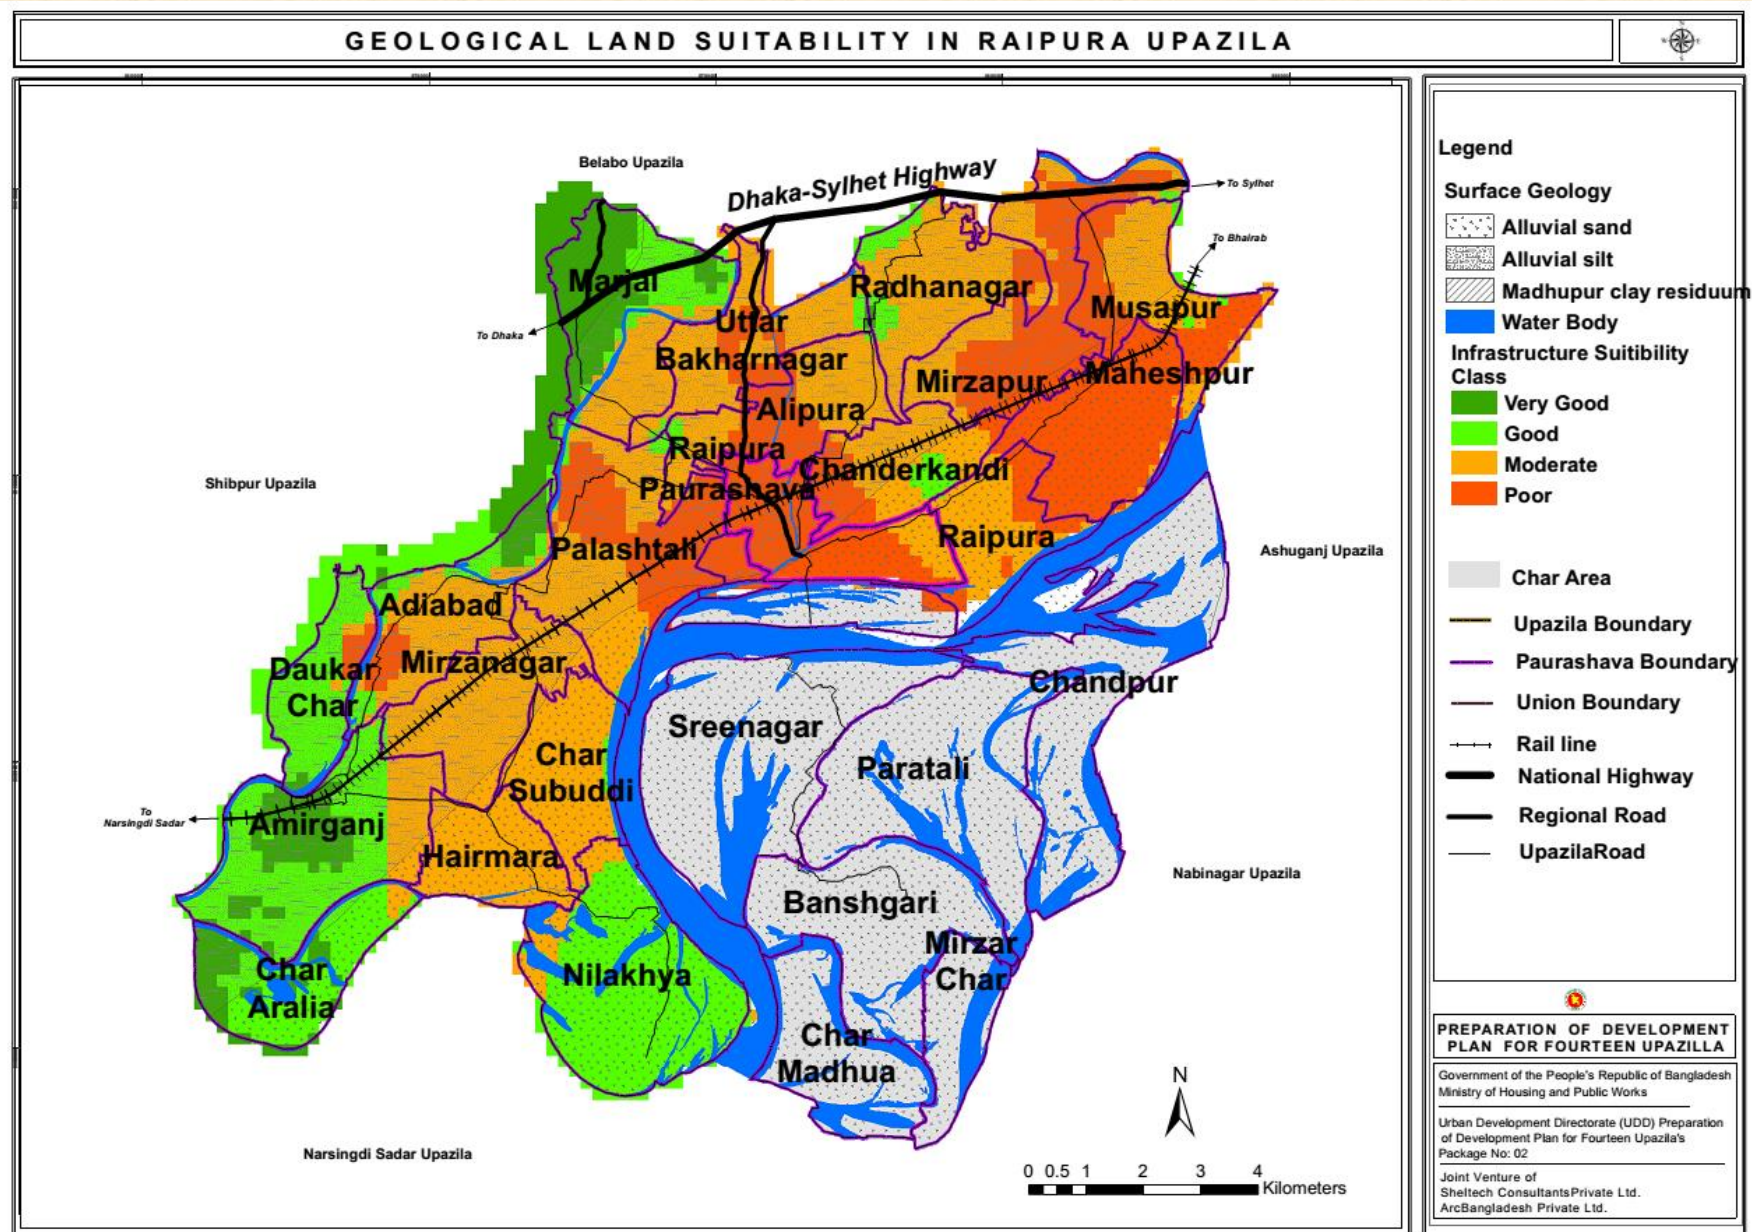 GEOLOGICAL LAND SUITABILITY IN RAIPURA UPAZILA
Belabo Upazila
Dhaka-Sylhet Highway
To Sylhet
To Bhairab
Marjal
Radhanagar
Musapur
To Dhaka
Uttar
Bakharnagar
Mirzapur
Maheshpur
Alipura
Raipura
Paurashava
Chanderkandi
Shibpur Upazila
Palashtali
Raipura
Ashuganj Upazila
Adiabad
Daukar
Char
Mirzanagar
Chandpur
Sreenagar
Char
Subuddi
Paratali
To
Narsingdi Sadar
Amirganj
Hairmara
Nabinagar Upazila
Banshgari
Mirzar
Char
Char
Aralia
Nilakhya
Char
Madhua
Narsingdi Sadar Upazila
N
0 0.5 1 2 3 4
Kilometers
Legend
Surface Geology
Alluvial sand
Alluvial silt
Madhupur clay residuum
Water Body
Infrastructure Suitibility
Class
Very Good
Good
Moderate
Poor
Char Area
Upazila Boundary
Paurashava Boundary
Union Boundary
Rail line
National Highway
Regional Road
UpazilaRoad
PREPARATION OF DEVELOPMENT
PLAN FOR FOURTEEN UPAZILLA
Government of the People's Republic of Bangladesh
Ministry of Housing and Public Works
Urban Development Directorate (UDD) Preparation
of Development Plan for Fourteen Upazila's
Package No: 02
Joint Venture of
Sheltech ConsultantsPrivate Ltd.
ArcBangladesh Private Ltd.